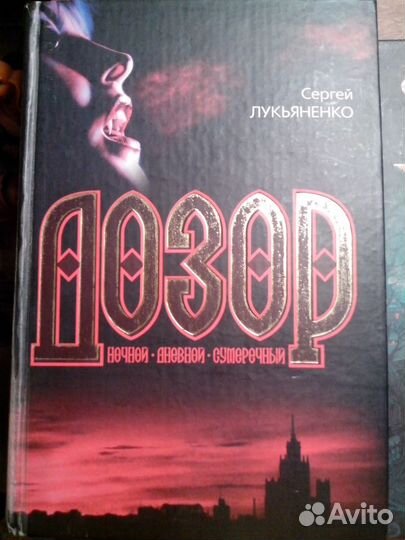 Сергей
ЛУКЬЯНЕНКО
ДОЗОР
НОЧНОЙ · ДНЕВНОЙ · СУМЕРЕЧНЫЙ
Avito